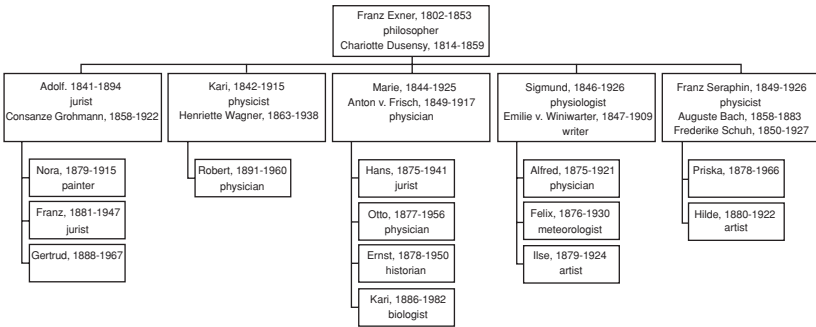 Franz Exner, 1802-1853
philosopher
Chariotte Dusensy, 1814-1859
Adolf. 1841-1894
jurist
Consanze Grohmann, 1858-1922
Kari, 1842-1915
physicist
Henriette Wagner, 1863-1938
Marie, 1844-1925
Anton v. Frisch, 1849-1917
physician
Sigmund, 1846-1926
physiologist
Emilie v. Winiwarter, 1847-1909
writer
Franz Seraphin, 1849-1926
physicist
Auguste Bach, 1858-1883
Frederike Schuh, 1850-1927
Nora, 1879-1915
painter
Franz, 1881-1947
jurist
Gertrud, 1888-1967
Robert, 1891-1960
physician
Hans, 1875-1941
jurist
Otto, 1877-1956
physician
Ernst, 1878-1950
historian
Kari, 1886-1982
biologist
Alfred, 1875-1921
physician
Felix, 1876-1930
meteorologist
Ilse, 1879-1924
artist
Priska, 1878-1966
Hilde, 1880-1922
artist